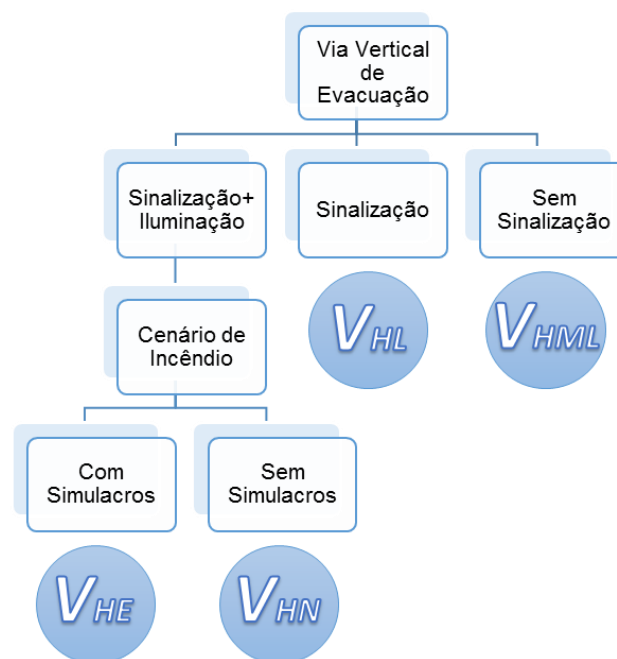 Via Vertical
de
Evacuação
Sinalização+
Iluminação
Sinalização
Sem
Sinalização
Cenário de
Incêndio
V HL
V HML
Com
Simulacros
Sem
Simulacros
V HE
V HN